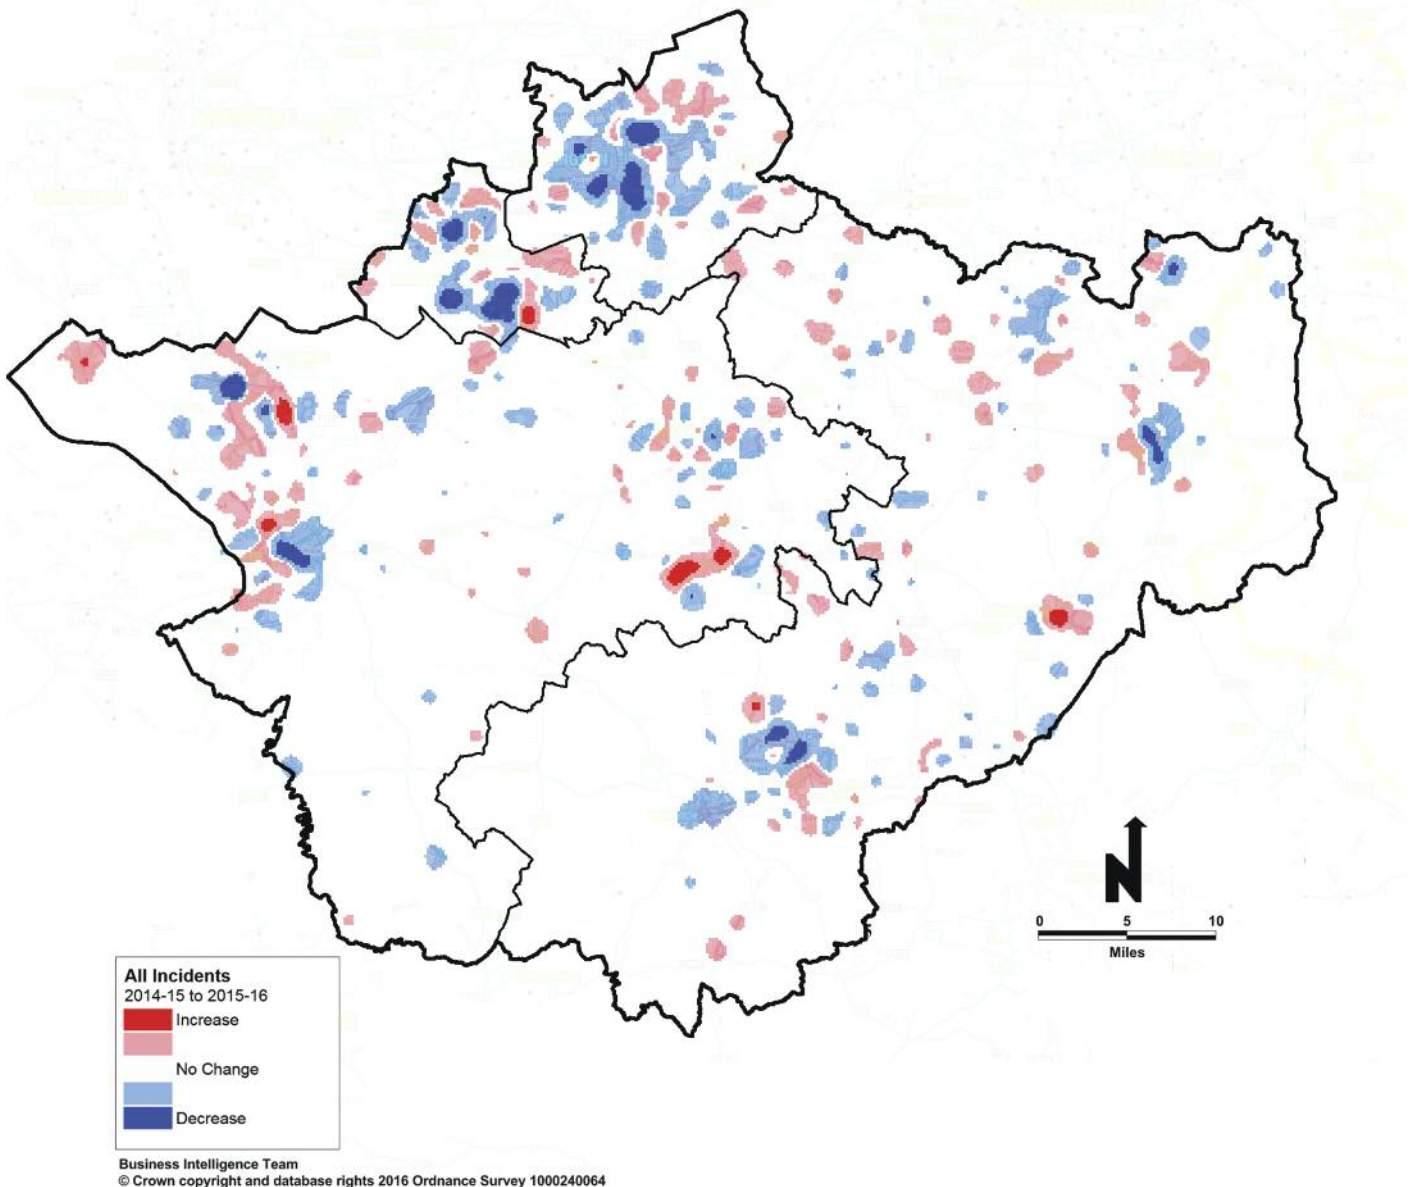 N
0 5 10
Miles
All Incidents
2014-15 to 2015-16
Increase
No Change
Decrease
Business Intelligence Team
© Crown copyright and database rights 2016 Ordnance Survey 1000240064